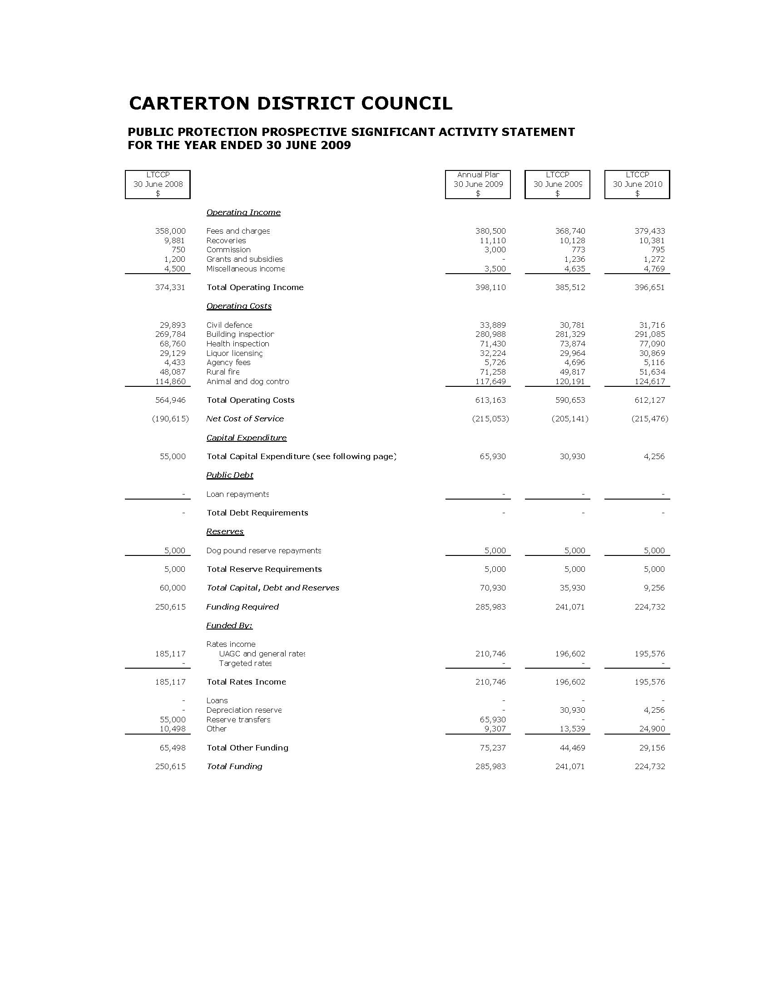 CARTERTON DISTRICT COUNCIL
PUBLIC PROTECTION PROSPECTIVE SIGNIFICANT ACTIVITY STATEMENT
FOR THE YEAR ENDED 30 JUNE 2009
LTCCP Annual Plan LTCCP LTCCP
30 June 2008 30 June 2009 30 June 2009 30 June 2010
$ $ $ $
Operating Income
358,000 Fees and charges 380,500 368,740 379,433
9,881 Recoveries 11,110 10,128 10,381
750 Commission 3,000 773 795
1,200 Grants and subsidies - 1,236 1,272
4,500 Miscellaneous income 3,500 4,635 4,769
374,331 Total Operating Income 398,110 385,512 396,651
Operating Costs
29,893 Civil defence 33,889 30,781 31,716
269,784 Building inspection 280,988 281,329 291,085
68,760 Health inspection 71,430 73,874 77,090
29,129 Liquor licensing 32,224 29,964 30,869
4,433 Agency fees 5,726 4,696 5,116
48,087 Rural fire 71,258 49,817 51,634
114,860 Animal and dog contro 117,649 120,191 124,617
564,946 Total Operating Costs 613,163 590,653 612,127
(190,615) Net Cost of Service (215,053) (205,141) (215,476)
Capital Expenditure
55,000 Total Capital Expenditure (see following page) 65,930 30,930 4,256
Public Debt
- Loan repayments - - -
- Total Debt Requirements - - -
Reserves
5,000 Dog pound reserve repayments 5,000 5,000 5,000
5,000 Total Reserve Requirements 5,000 5,000 5,000
60,000 Total Capital, Debt and Reserves 70,930 35,930 9,256
250,615 Funding Required 285,983 241,071 224,732
Funded By:
Rates income
185,117 UAGC and general rates 210,746 196,602 195,576
- Targeted rates - - -
185,117 Total Rates Income 210,746 196,602 195,576
- Loans - - -
- Depreciation reserve - 30,930 4,256
55,000 Reserve transfers 65,930 - -
10,498 Other 9,307 13,539 24,900
65,498 Total Other Funding 75,237 44,469 29,156
250,615 Total Funding 285,983 241,071 224,732